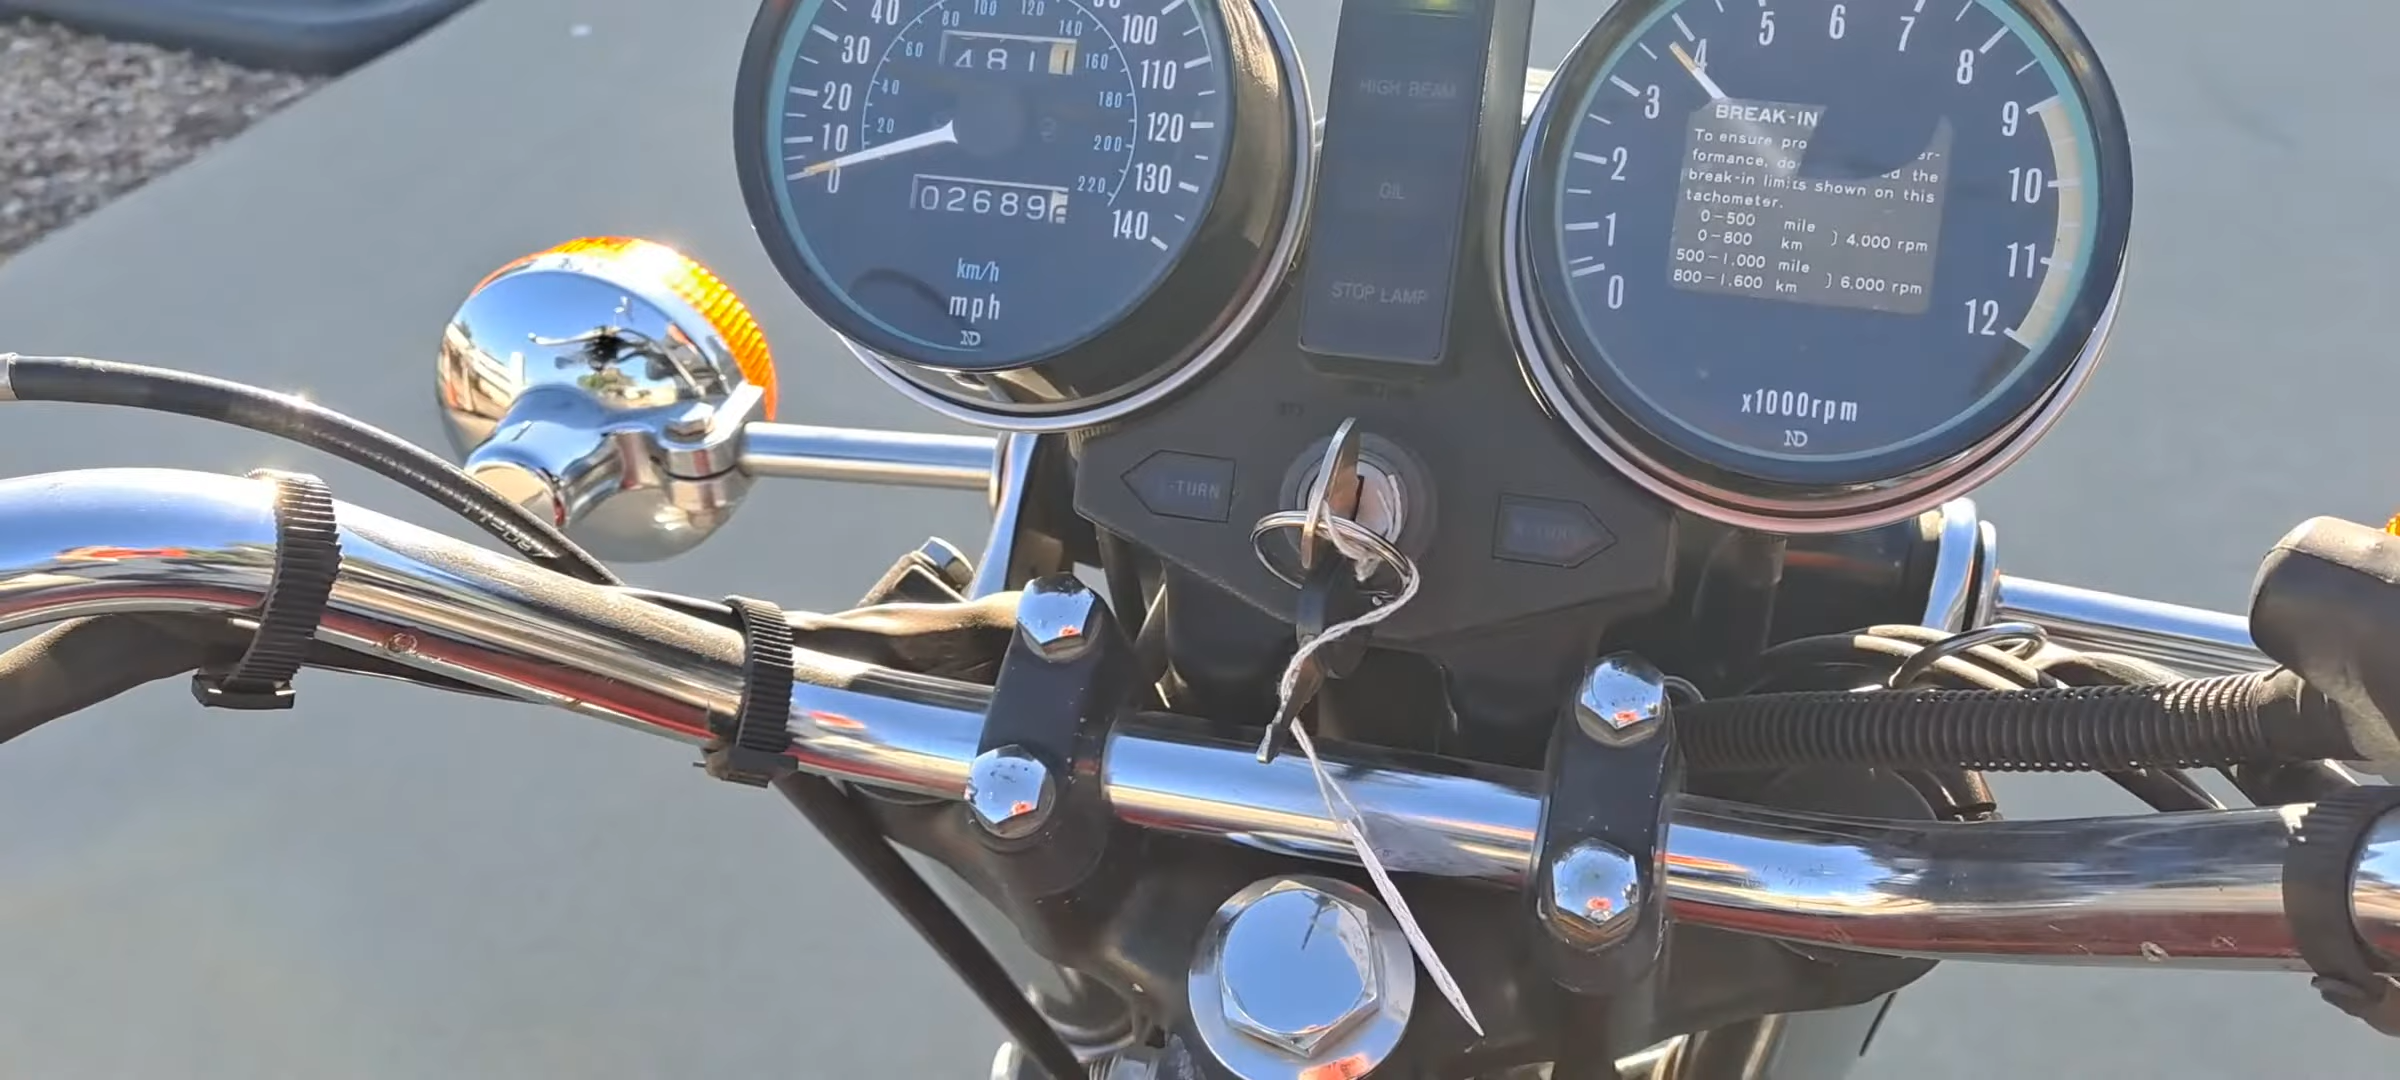 40
30
20
10
0
100
110
120
130
140
20
40
60
80
100
120
140
160
180
200
220
481
02689
km/h
mph
ND
HIGH BEAM
OIL
STOP LAMP
0
1
2
3
4
5
6
7
8
9
10
11
12
BREAK-IN
To ensure
formance, do the
break-in limits shown on this
tachometer.
0-500 mile
0-800 km } 4,000 rpm
500-1,000 mile
800-1,600 km } 6,000 rpm
x1000rpm
ND
-TURN